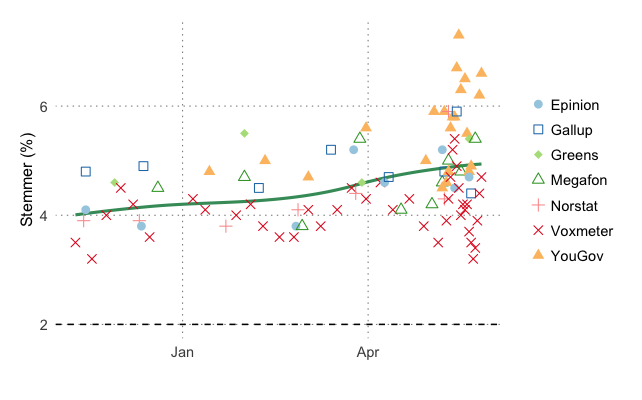 Stemmer (%)
6
4
2
Jan
Apr
Epinion
Gallup
Greens
Megafon
Norstat
Voxmeter
YouGov